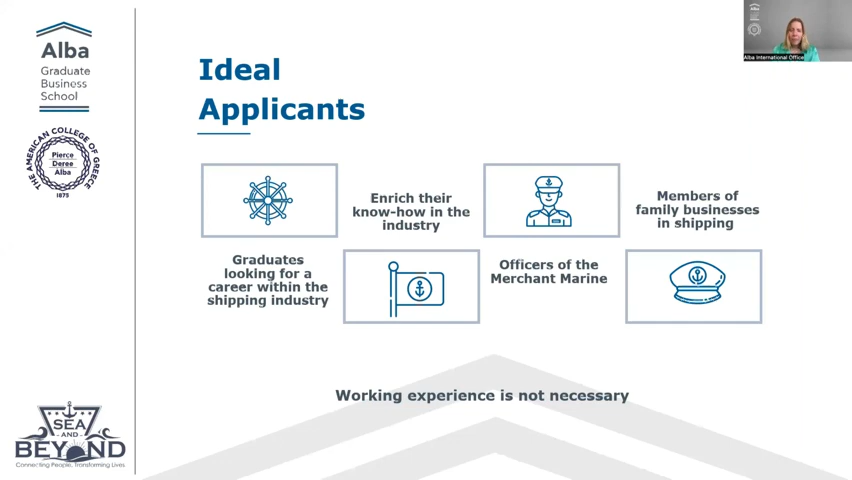 Alba
Graduate
Business
School
THE AMERICAN COLLEGE OF GREECE
Pierce
Deree
Alba
1875
Ideal
Applicants
Alba International Office
Enrich their
know-how in the
industry
Members of
family businesses
in shipping
Graduates
looking for a
career within the
shipping industry
Officers of the
Merchant Marine
Working experience is not necessary
SEA
AND
BEYOND
Connecting People, Transforming Lives